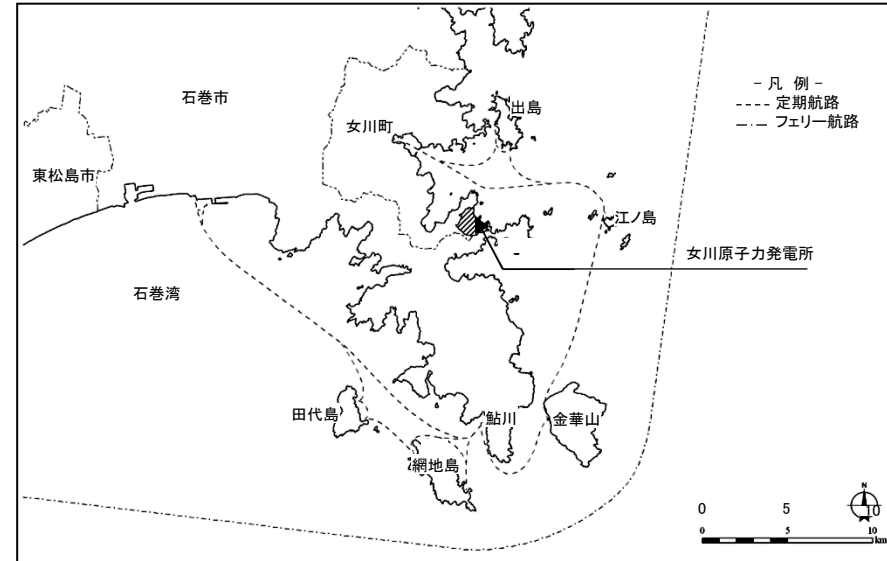 石巻市
女川町
出島
- 凡 例 -
定期航路
フェリー航路
東松島市
江ノ島
女川原子力発電所
石巻湾
田代島
鮎川
金華山
網地島
N
0 5 10
0 5 10
km